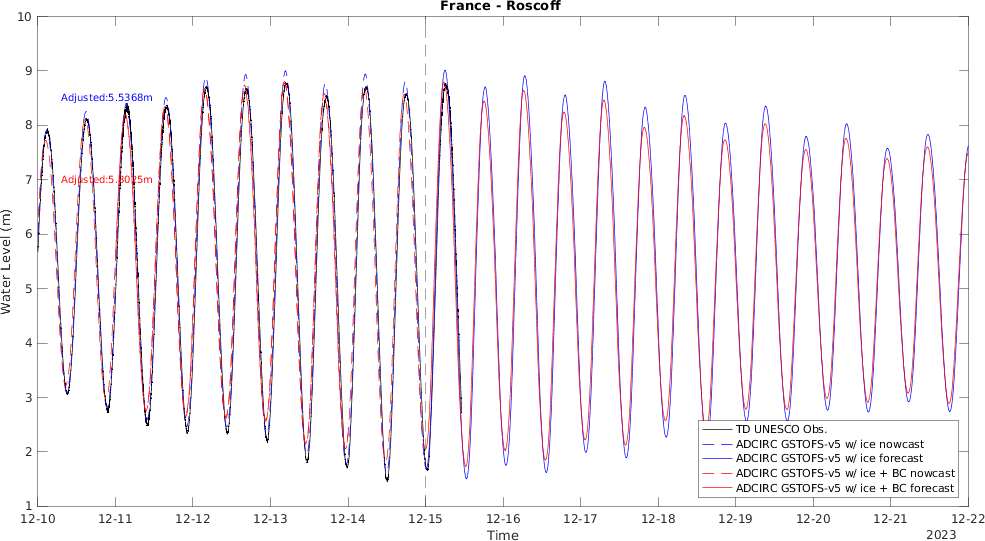 France - Roscoff
10
9
8
7
6
5
4
3
2
1
Water Level (m)
Adjusted:5.5368m
Adjusted:5.8025m
TD UNESCO Obs.
ADCIRC GSTOFS-v5 w/ ice nowcast
ADCIRC GSTOFS-v5 w/ ice forecast
ADCIRC GSTOFS-v5 w/ ice + BC nowcast
ADCIRC GSTOFS-v5 w/ ice + BC forecast
12-10 12-11 12-12 12-13 12-14 12-15 12-16 12-17 12-18 12-19 12-20 12-21 12-22
Time
2023